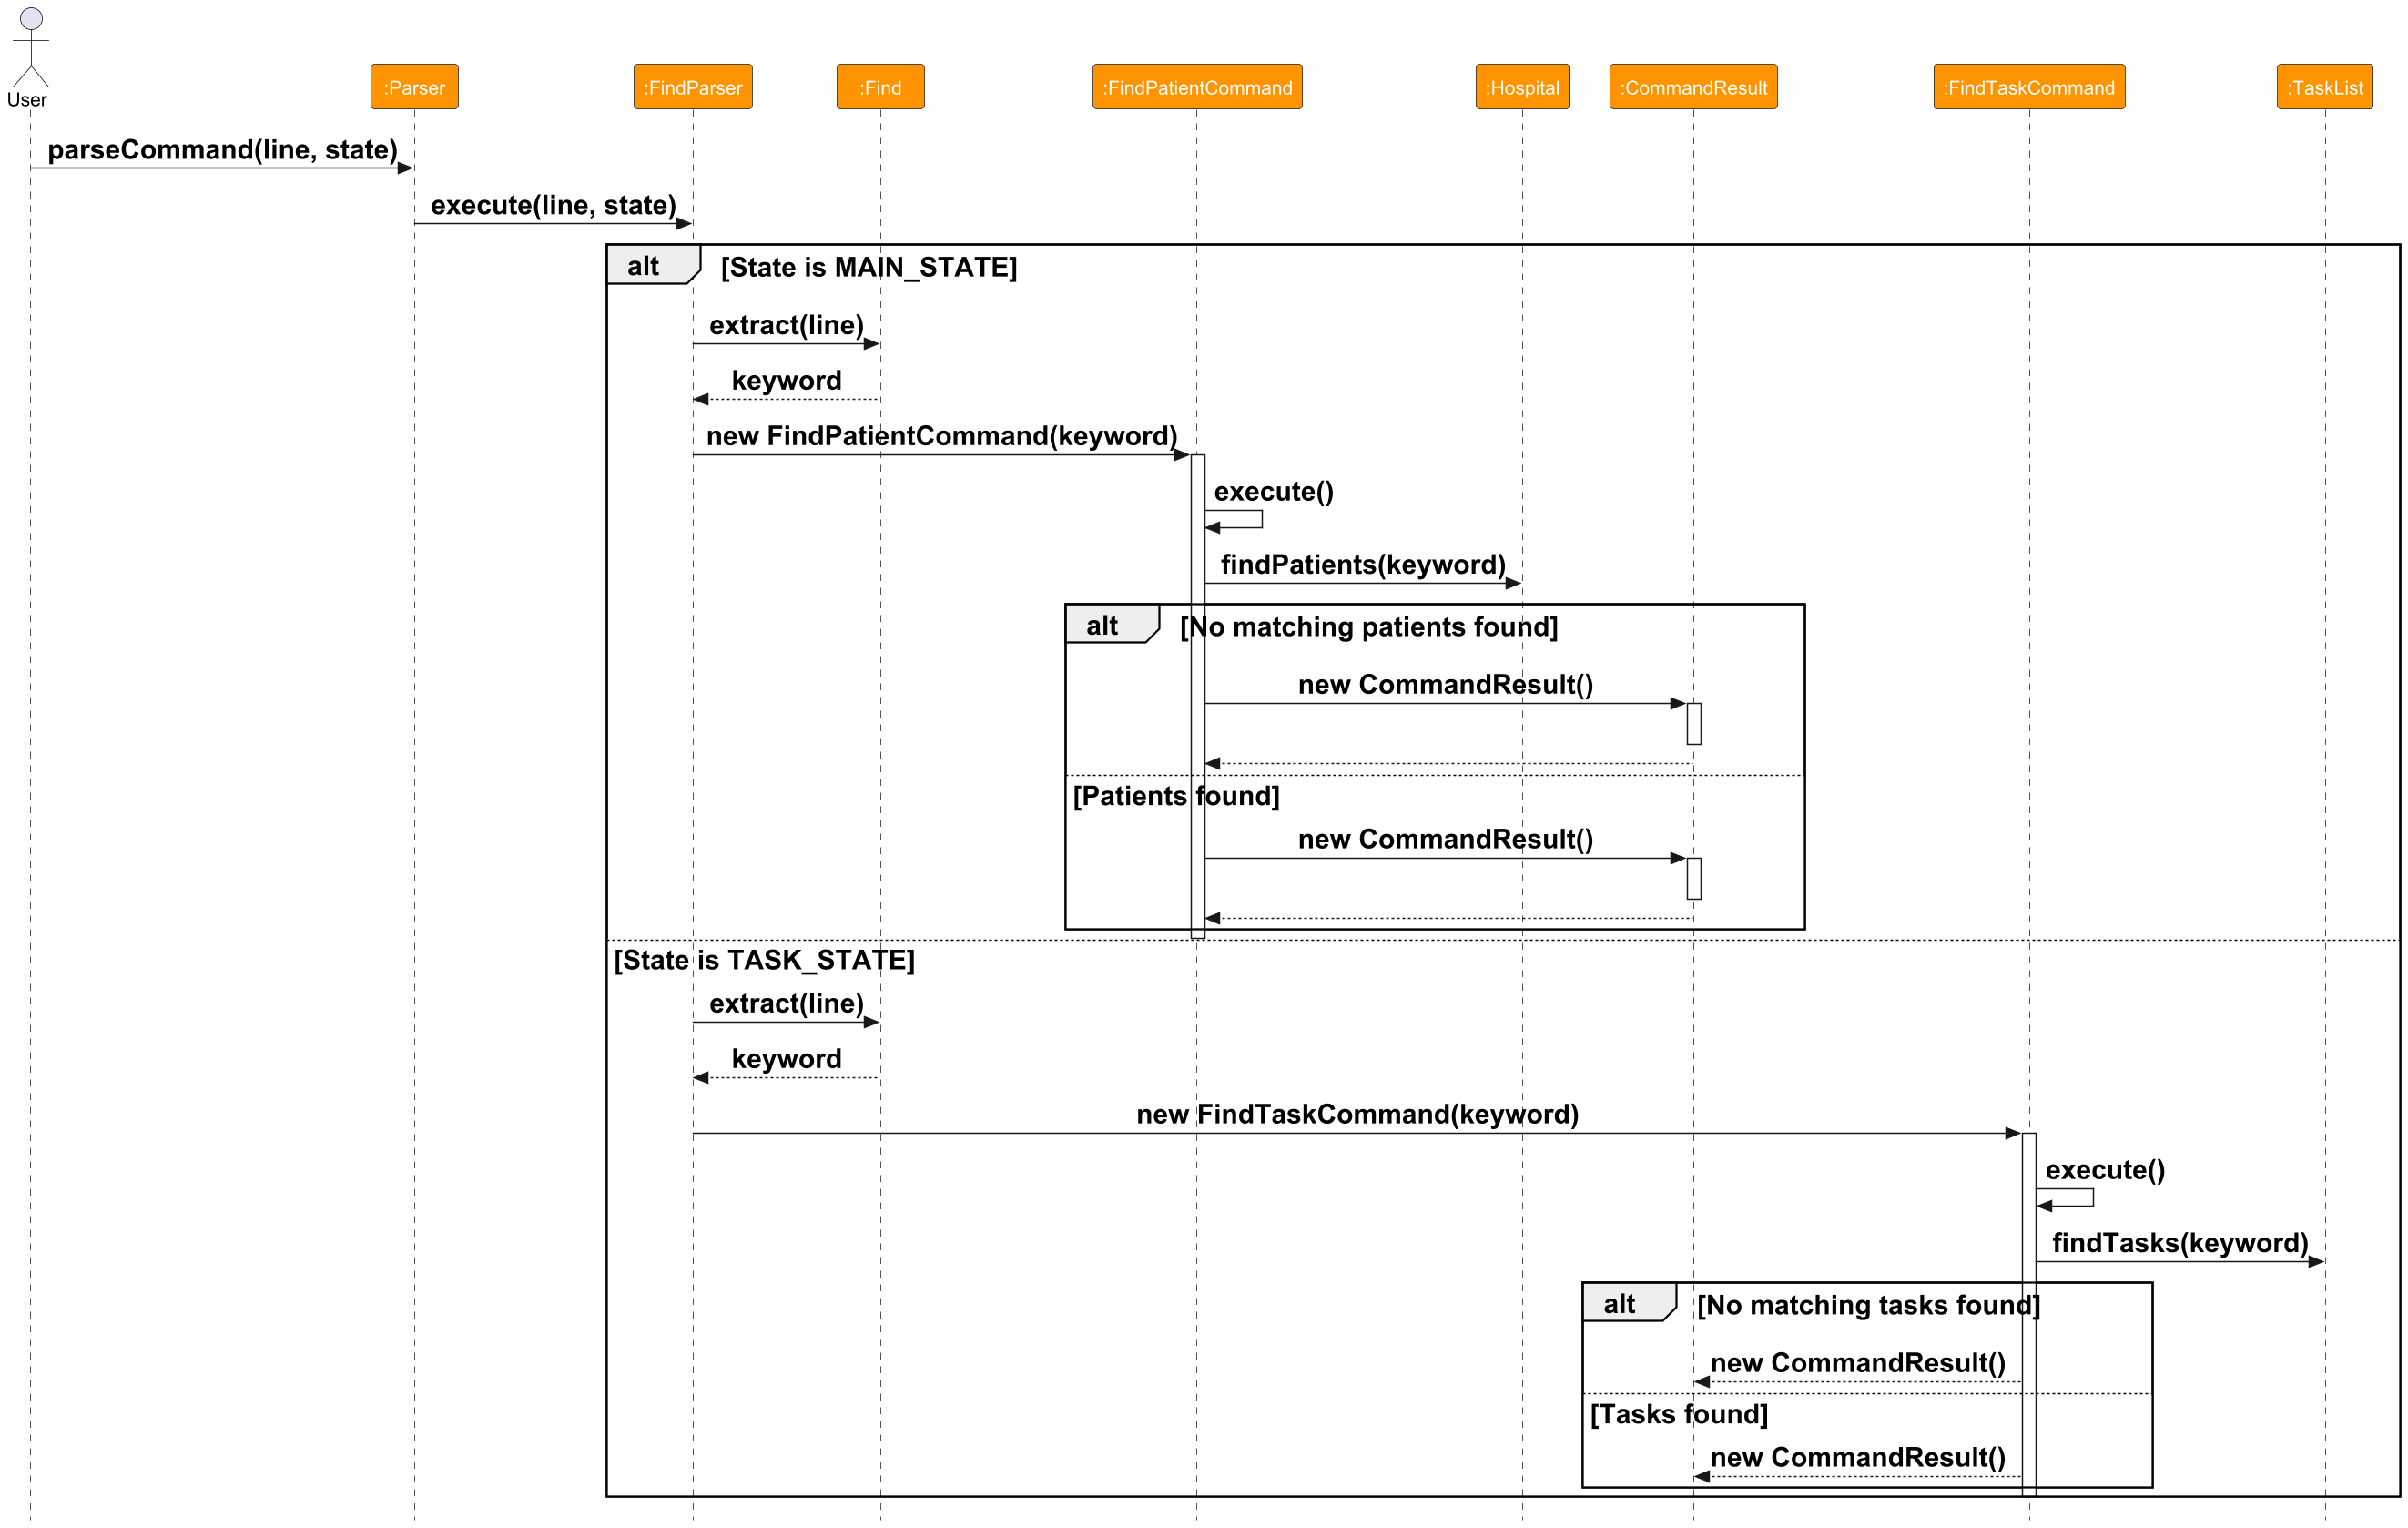 User
:Parser
:FindParser
:Find
:FindPatientCommand
:Hospital
:CommandResult
:FindTaskCommand
:TaskList
parseCommand(line, state)
execute(line, state)
alt [State is MAIN_STATE]
extract(line)
keyword
new FindPatientCommand(keyword)
execute()
findPatients(keyword)
alt [No matching patients found]
new CommandResult()
[Patients found]
new CommandResult()
[State is TASK_STATE]
extract(line)
keyword
new FindTaskCommand(keyword)
execute()
findTasks(keyword)
alt [No matching tasks found]
new CommandResult()
[Tasks found]
new CommandResult()